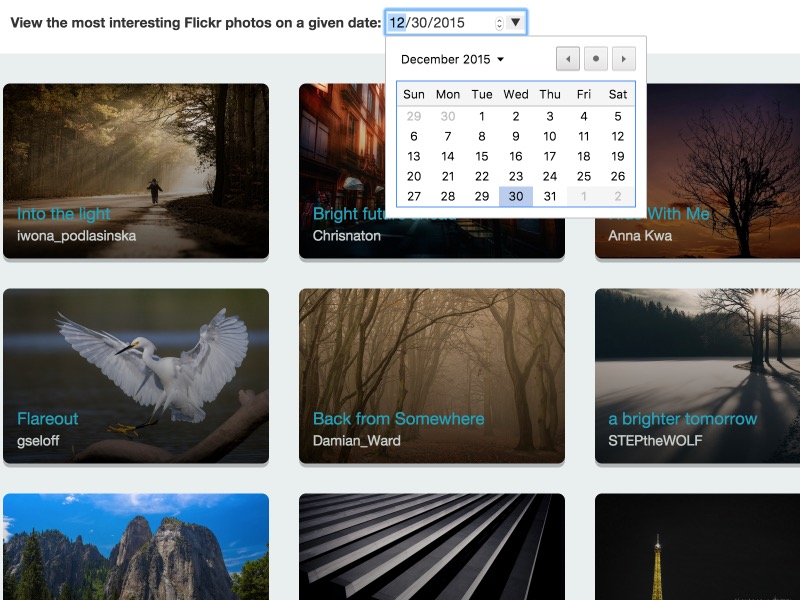 View the most interesting Flickr photos on a given date: 12/30/2015
December 2015
Sun Mon Tue Wed Thu Fri Sat
29 30 1 2 3 4 5
6 7 8 9 10 11 12
13 14 15 16 17 18 19
20 21 22 23 24 25 26
27 28 29 30 31 1 2
Into the light
iwona_podlasinska
Bright
Chrisnaton
With Me
Anna Kwa
Flareout
gseloff
Back from Somewhere
Damian_Ward
a brighter tomorrow
STEPtheWOLF